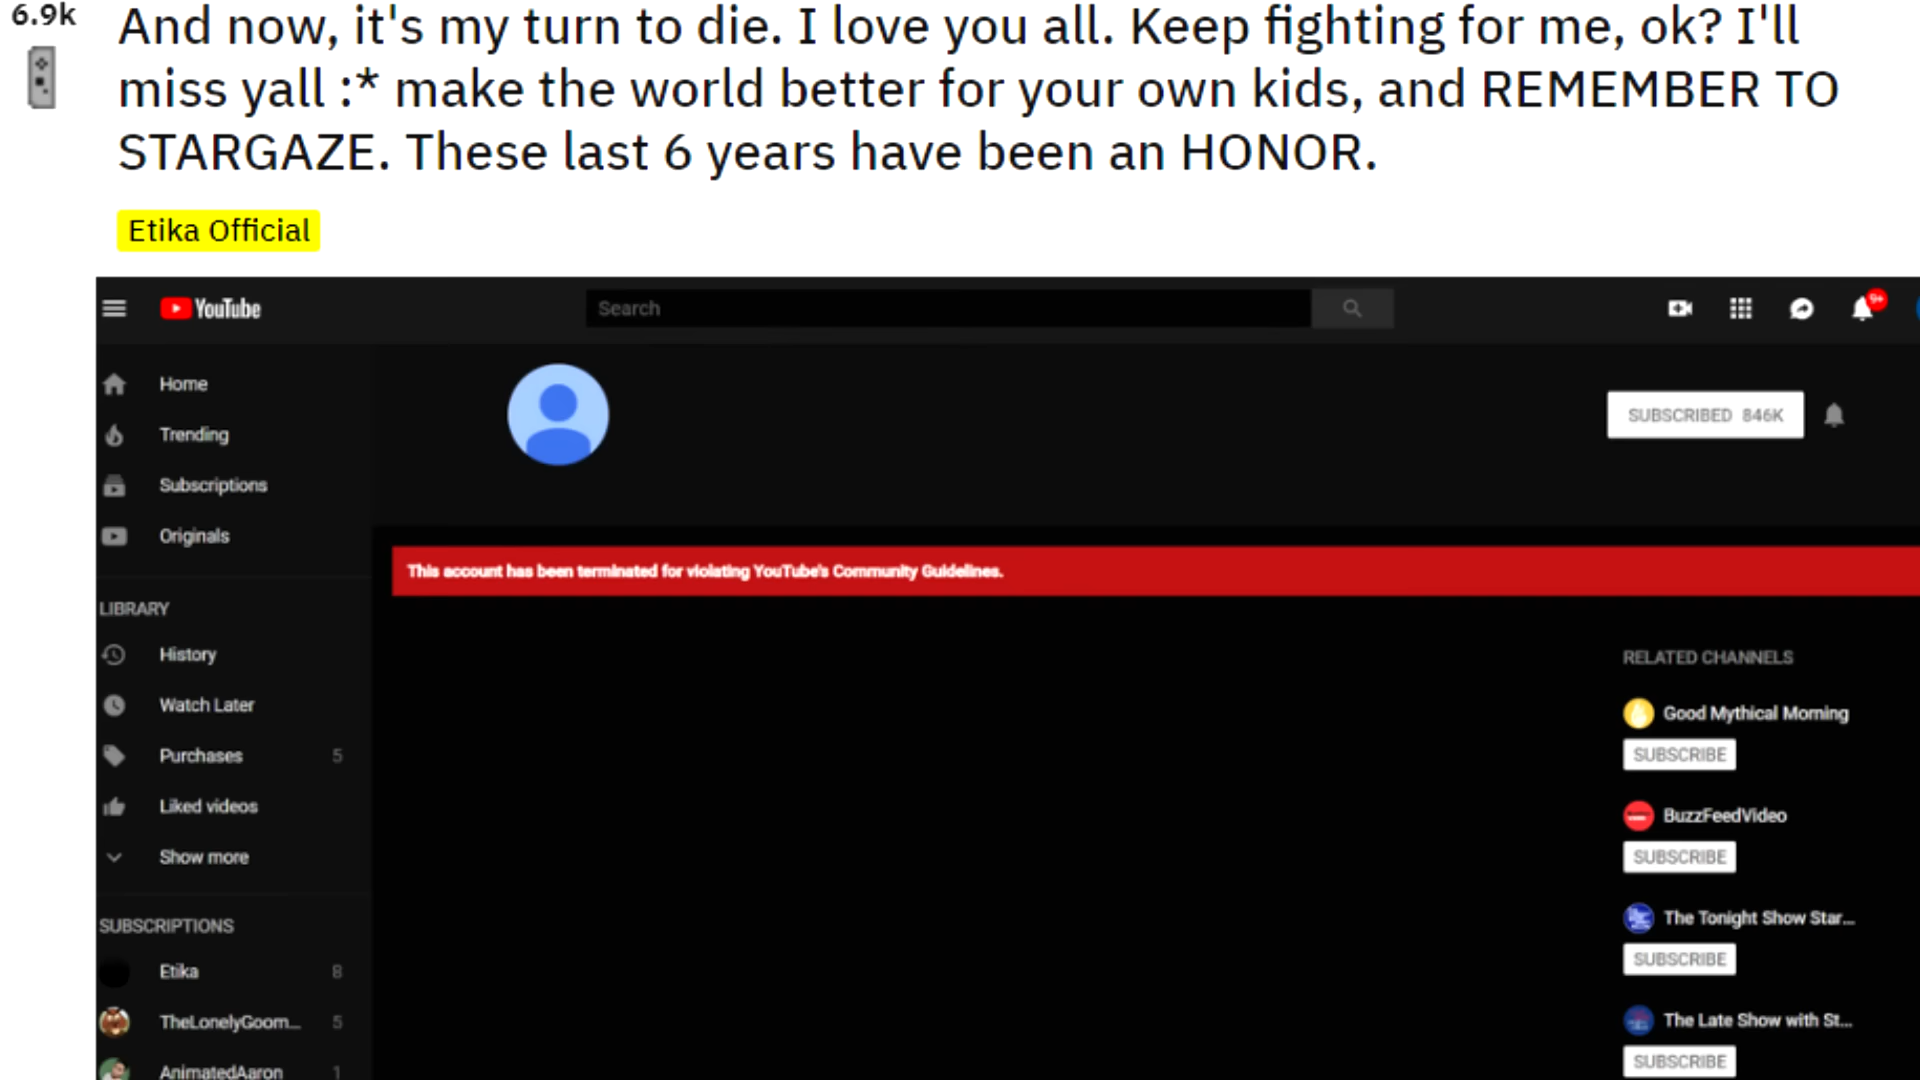 6.9k
And now, it's my turn to die. I love you all. Keep fighting for me, ok? I'll
miss yall :* make the world better for your own kids, and REMEMBER TO
STARGAZE. These last 6 years have been an HONOR.
Etika Official
YouTube
Search
9+
Home
Trending
Subscriptions
Originals
SUBSCRIBED 846K
This account has been terminated for violating YouTube's Community Guidelines.
LIBRARY
History
Watch Later
Purchases 5
Liked videos
Show more
SUBSCRIPTIONS
Etika 8
TheLonelyGoom... 5
AnimatedAaron 1
RELATED CHANNELS
Good Mythical Morning
SUBSCRIBE
BuzzFeedVideo
SUBSCRIBE
The Tonight Show Star...
SUBSCRIBE
The Late Show with St...
SUBSCRIBE